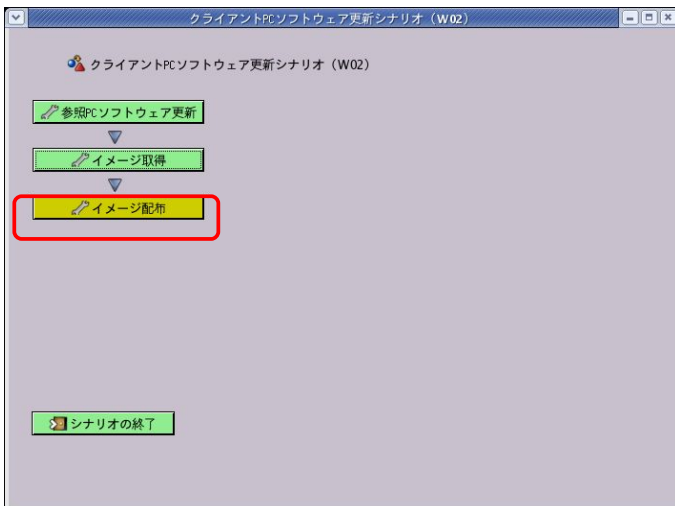 クライアントPCソフトウェア更新シナリオ（W02）
クライアントPCソフトウェア更新シナリオ（W02）
参照PCソフトウェア更新
イメージ取得
イメージ配布
シナリオの終了